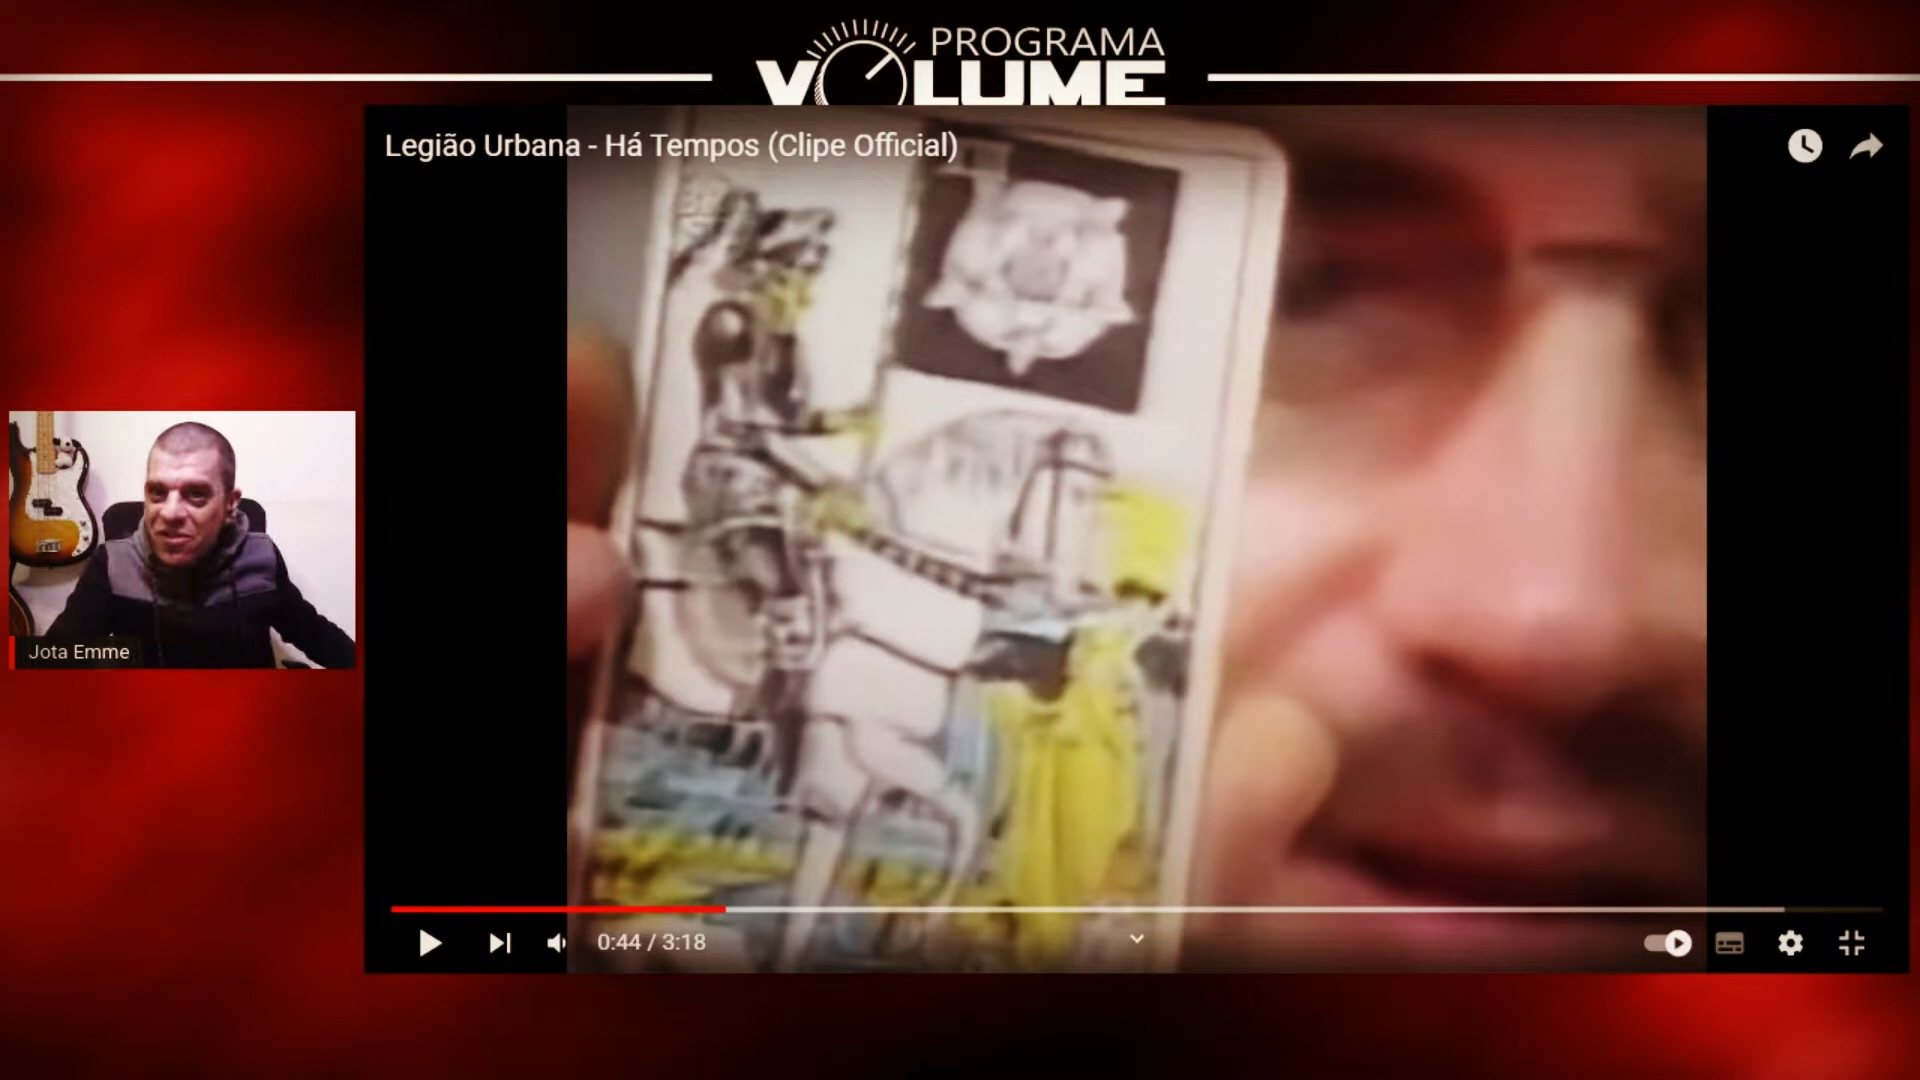 PROGRAMA
VOLUME
Legião Urbana - Há Tempos (Clipe Official)
Jota Emme
0:44 / 3:18